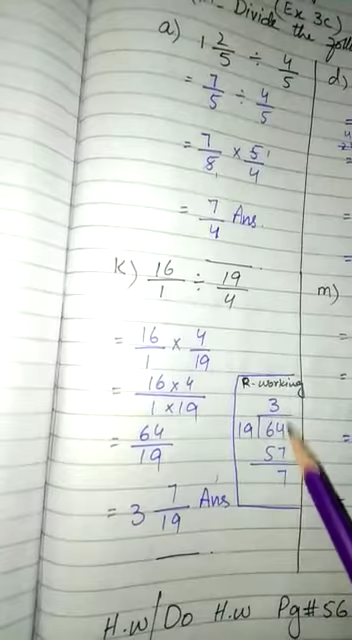 (Ex 3c)
Divide the
a) 1 2/5 ÷ 4/5
d)
= 7/5 ÷ 4/5
= 7/5 × 5/4
= 7/4 Ans.
K) 16/1 ÷ 19/4
m)
= 16/1 × 4/19
= 16×4/1×19
= 64/19
= 3 7/19 Ans
R-working
3
19|64
57
7
H.W/Do H.W Pg#56